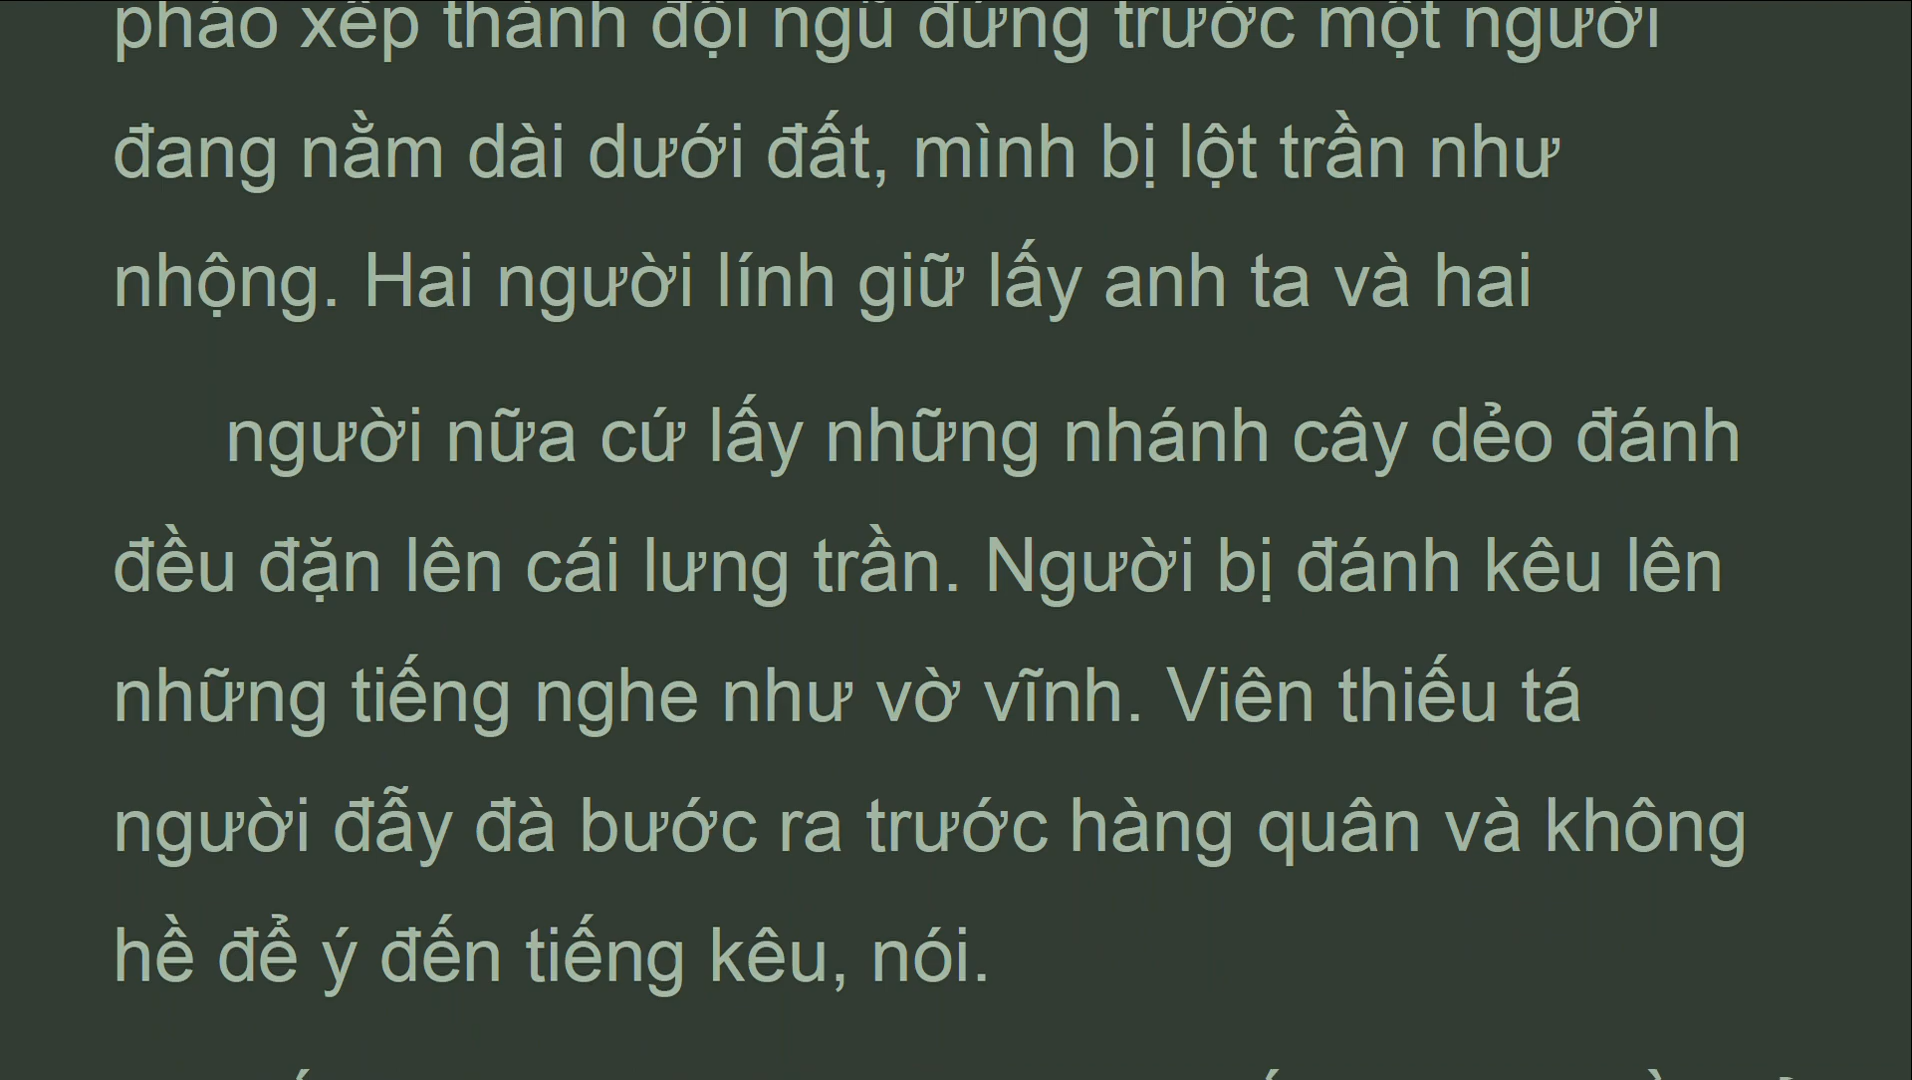 pháo xếp thành đội ngũ đứng trước một người
đang nằm dài dưới đất, mình bị lột trần như
nhộng. Hai người lính giữ lấy anh ta và hai
người nữa cứ lấy những nhánh cây dẻo đánh
đều đặn lên cái lưng trần. Người bị đánh kêu lên
những tiếng nghe như vờ vĩnh. Viên thiếu tá
người đẫy đà bước ra trước hàng quân và không
hề để ý đến tiếng kêu, nói.